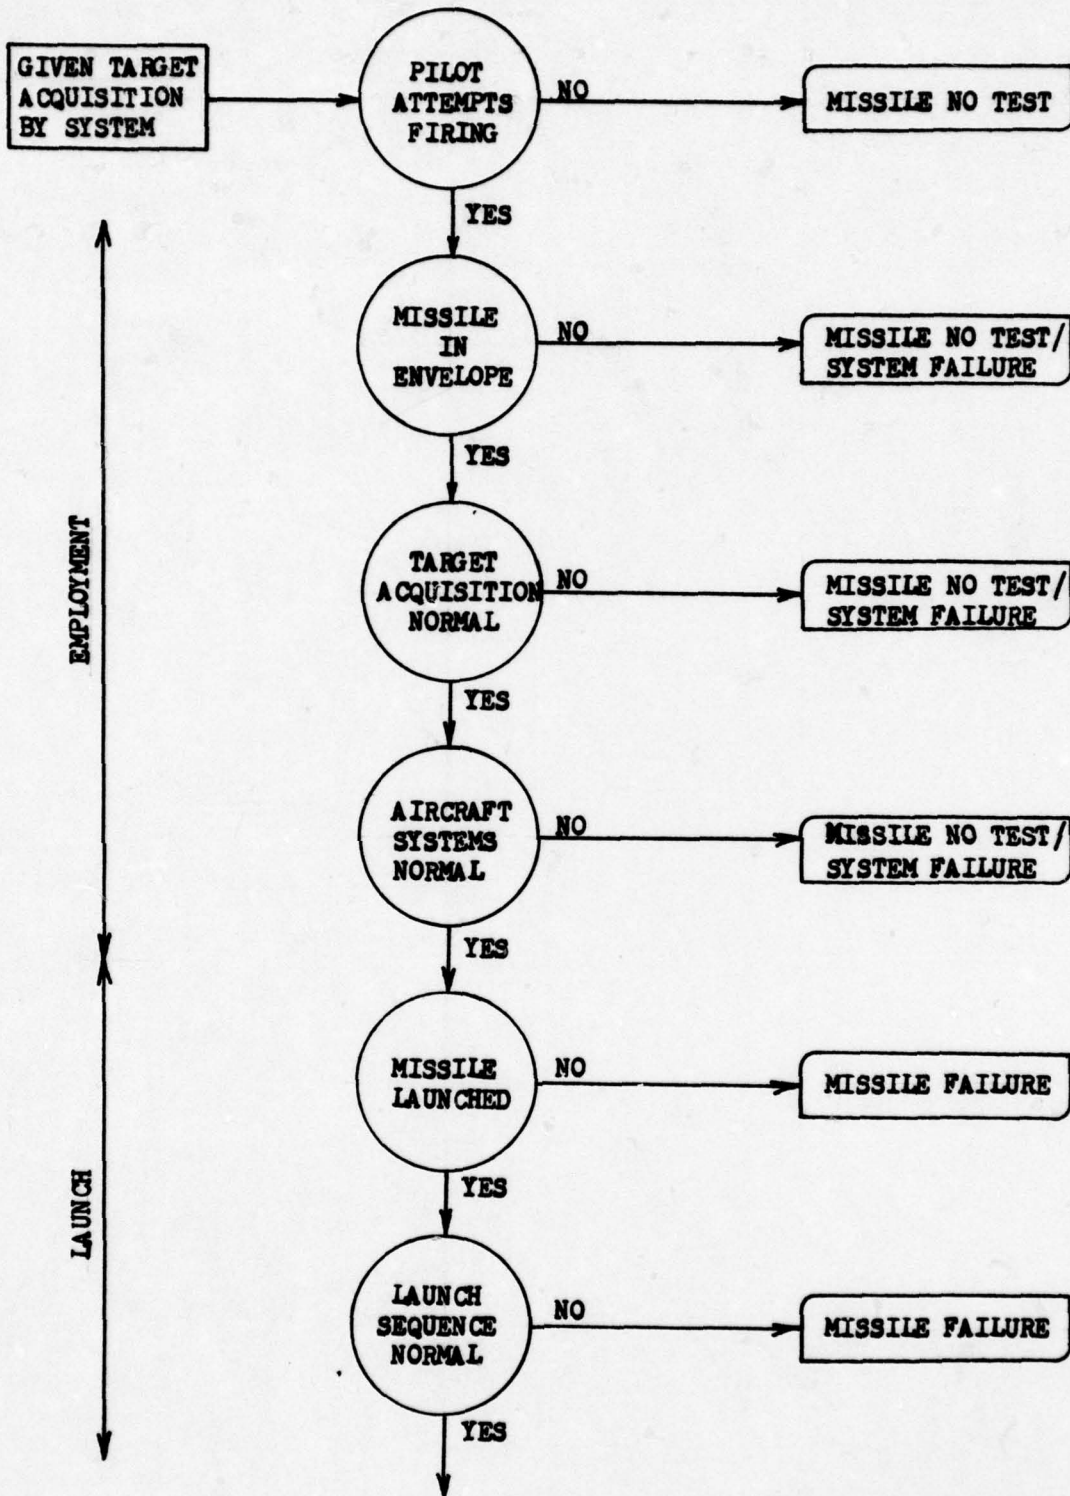 GIVEN TARGET
ACQUISITION
BY SYSTEM
PILOT
ATTEMPTS
FIRING
NO
MISSILE NO TEST
YES
MISSILE
IN
ENVELOPE
NO
MISSILE NO TEST/
SYSTEM FAILURE
YES
EMPLOYMENT
TARGET
ACQUISITION
NORMAL
NO
MISSILE NO TEST/
SYSTEM FAILURE
YES
AIRCRAFT
SYSTEMS
NORMAL
NO
MISSILE NO TEST/
SYSTEM FAILURE
YES
MISSILE
LAUNCHED
NO
MISSILE FAILURE
YES
LAUNCH
LAUNCH
SEQUENCE
NORMAL
NO
MISSILE FAILURE
YES